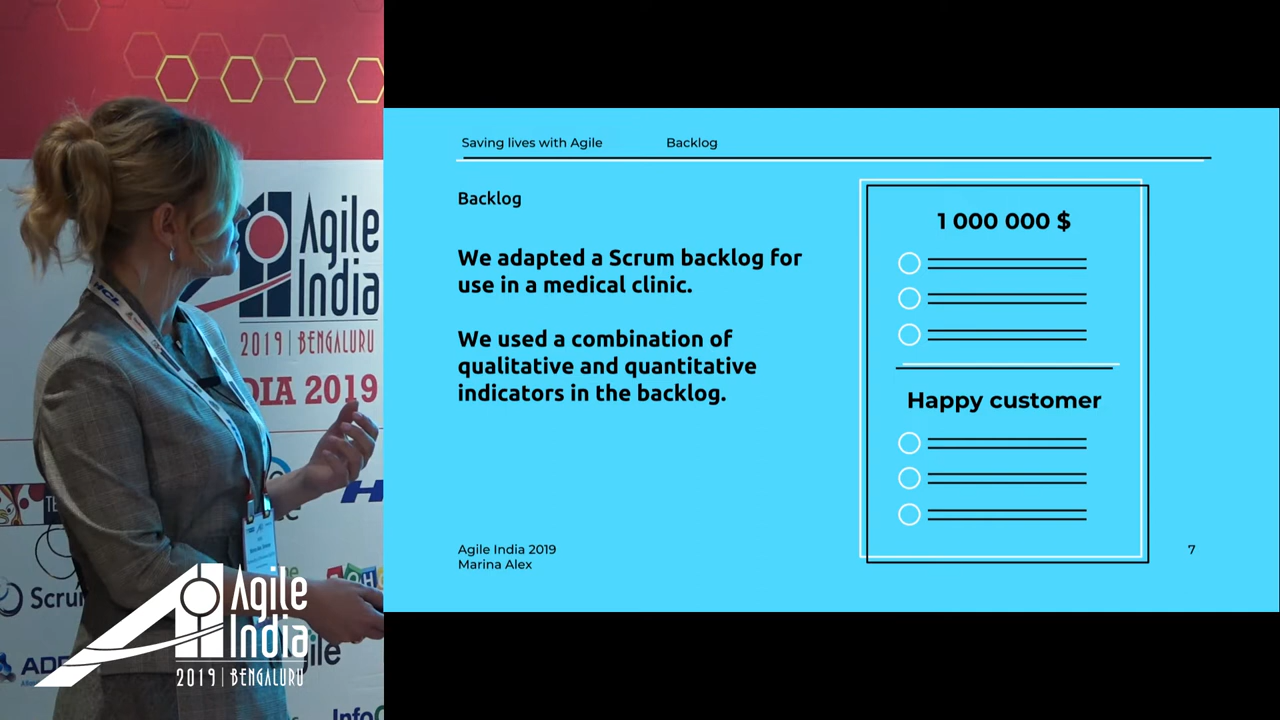 Agile
India
2019 | BENGALURU
DIA 2019
HCL
Scru
Agile
India
2019 | BENGALURU
Saving lives with Agile
Backlog
Backlog
We adapted a Scrum backlog for
use in a medical clinic.
We used a combination of
qualitative and quantitative
indicators in the backlog.
1 000 000 $
Happy customer
Agile India 2019
Marina Alex
7